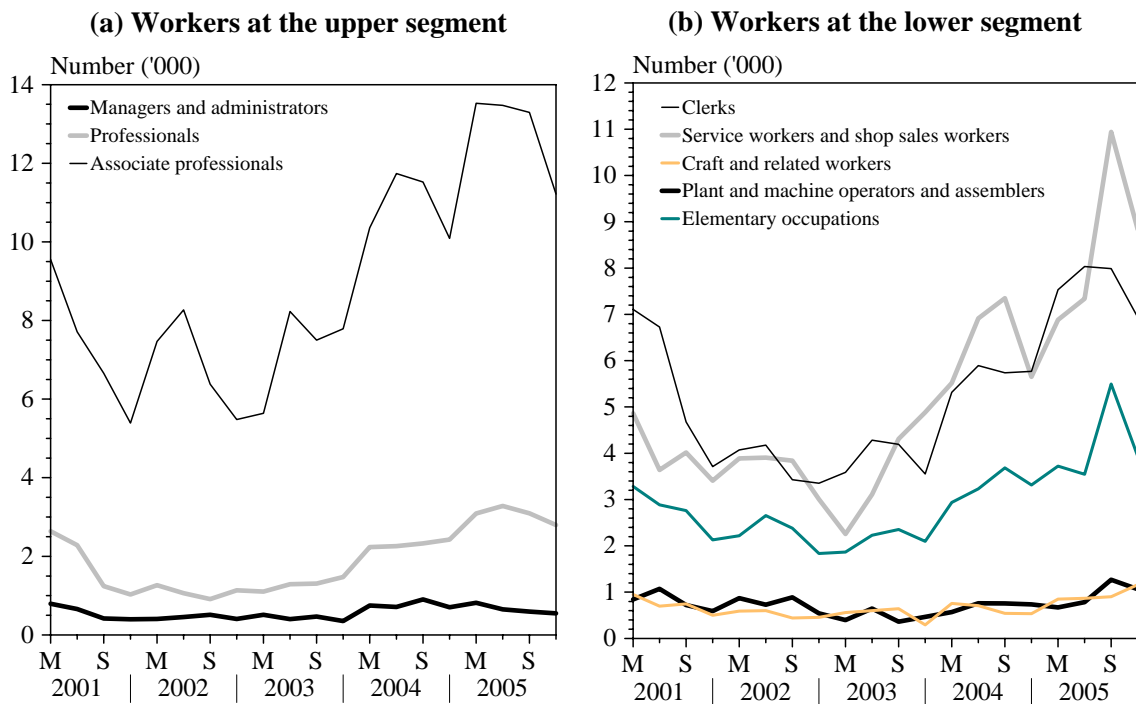 (a) Workers at the upper segment
Number ('000)
14
12
10
8
6
4
2
0
Managers and administrators
Professionals
Associate professionals
M S M S M S M S M S
2001 2002 2003 2004 2005
(b) Workers at the lower segment
Number ('000)
12
11
10
9
8
7
6
5
4
3
2
1
0
Clerks
Service workers and shop sales workers
Craft and related workers
Plant and machine operators and assemblers
Elementary occupations
M S M S M S M S M S
2001 2002 2003 2004 2005